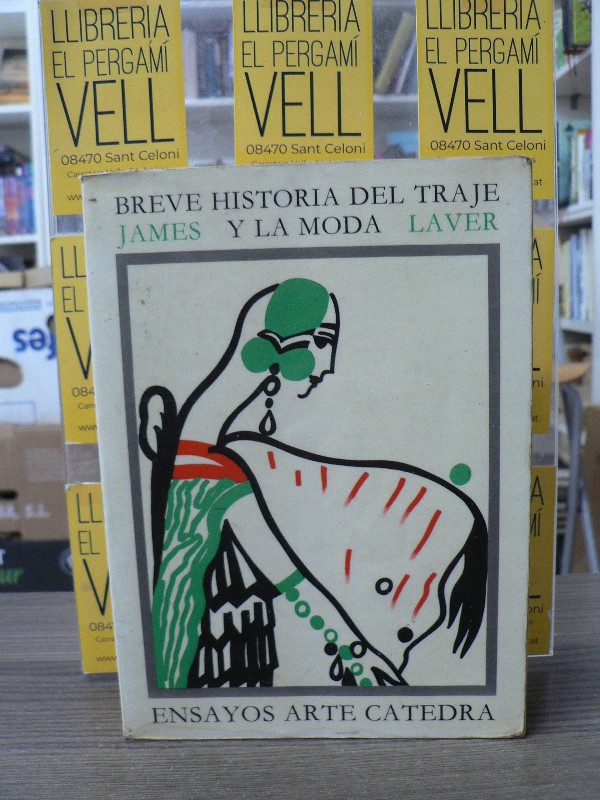 LLIBRERIA
EL PERGAMÍ
VELL
08470 Sant Celoni
LLIBRERIA
EL PERGAMÍ
VELL
08470 Sant Celoni
LLIBRERIA
EL PERGAMÍ
VELL
08470 Sant Celoni
BREVE HISTORIA DEL TRAJE
JAMES Y LA MODA LAVER
ENSAYOS ARTE CATEDRA